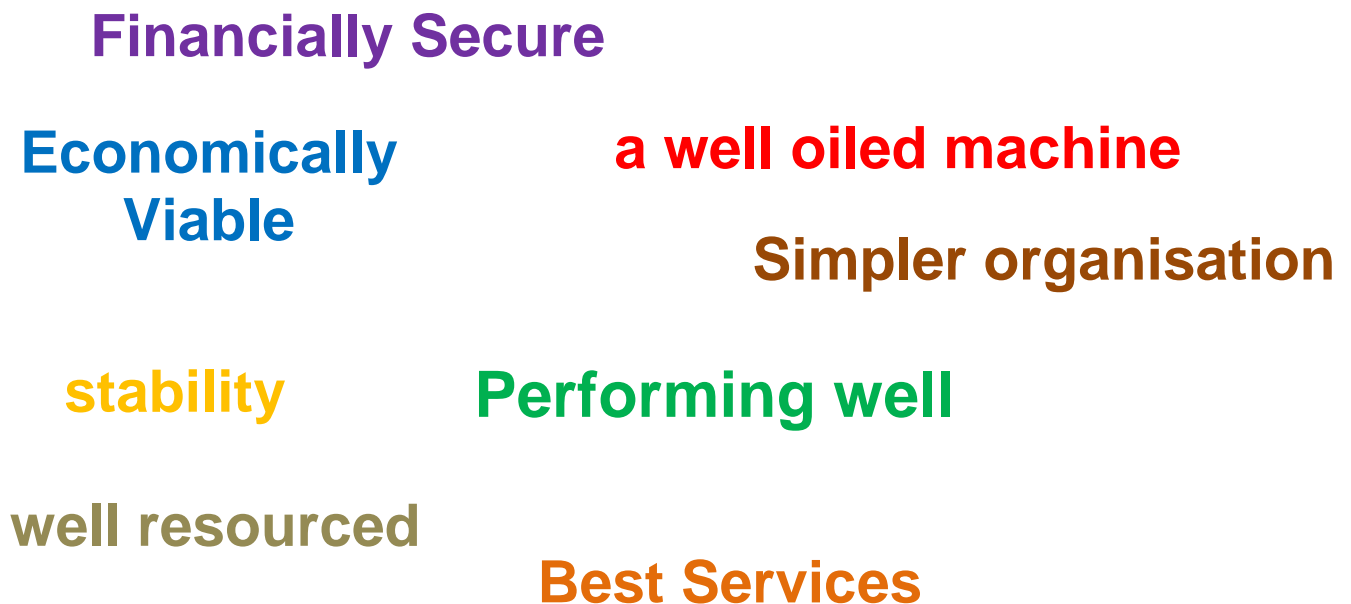 Financially Secure
Economically
Viable
a well oiled machine
Simpler organisation
stability
Performing well
well resourced
Best Services